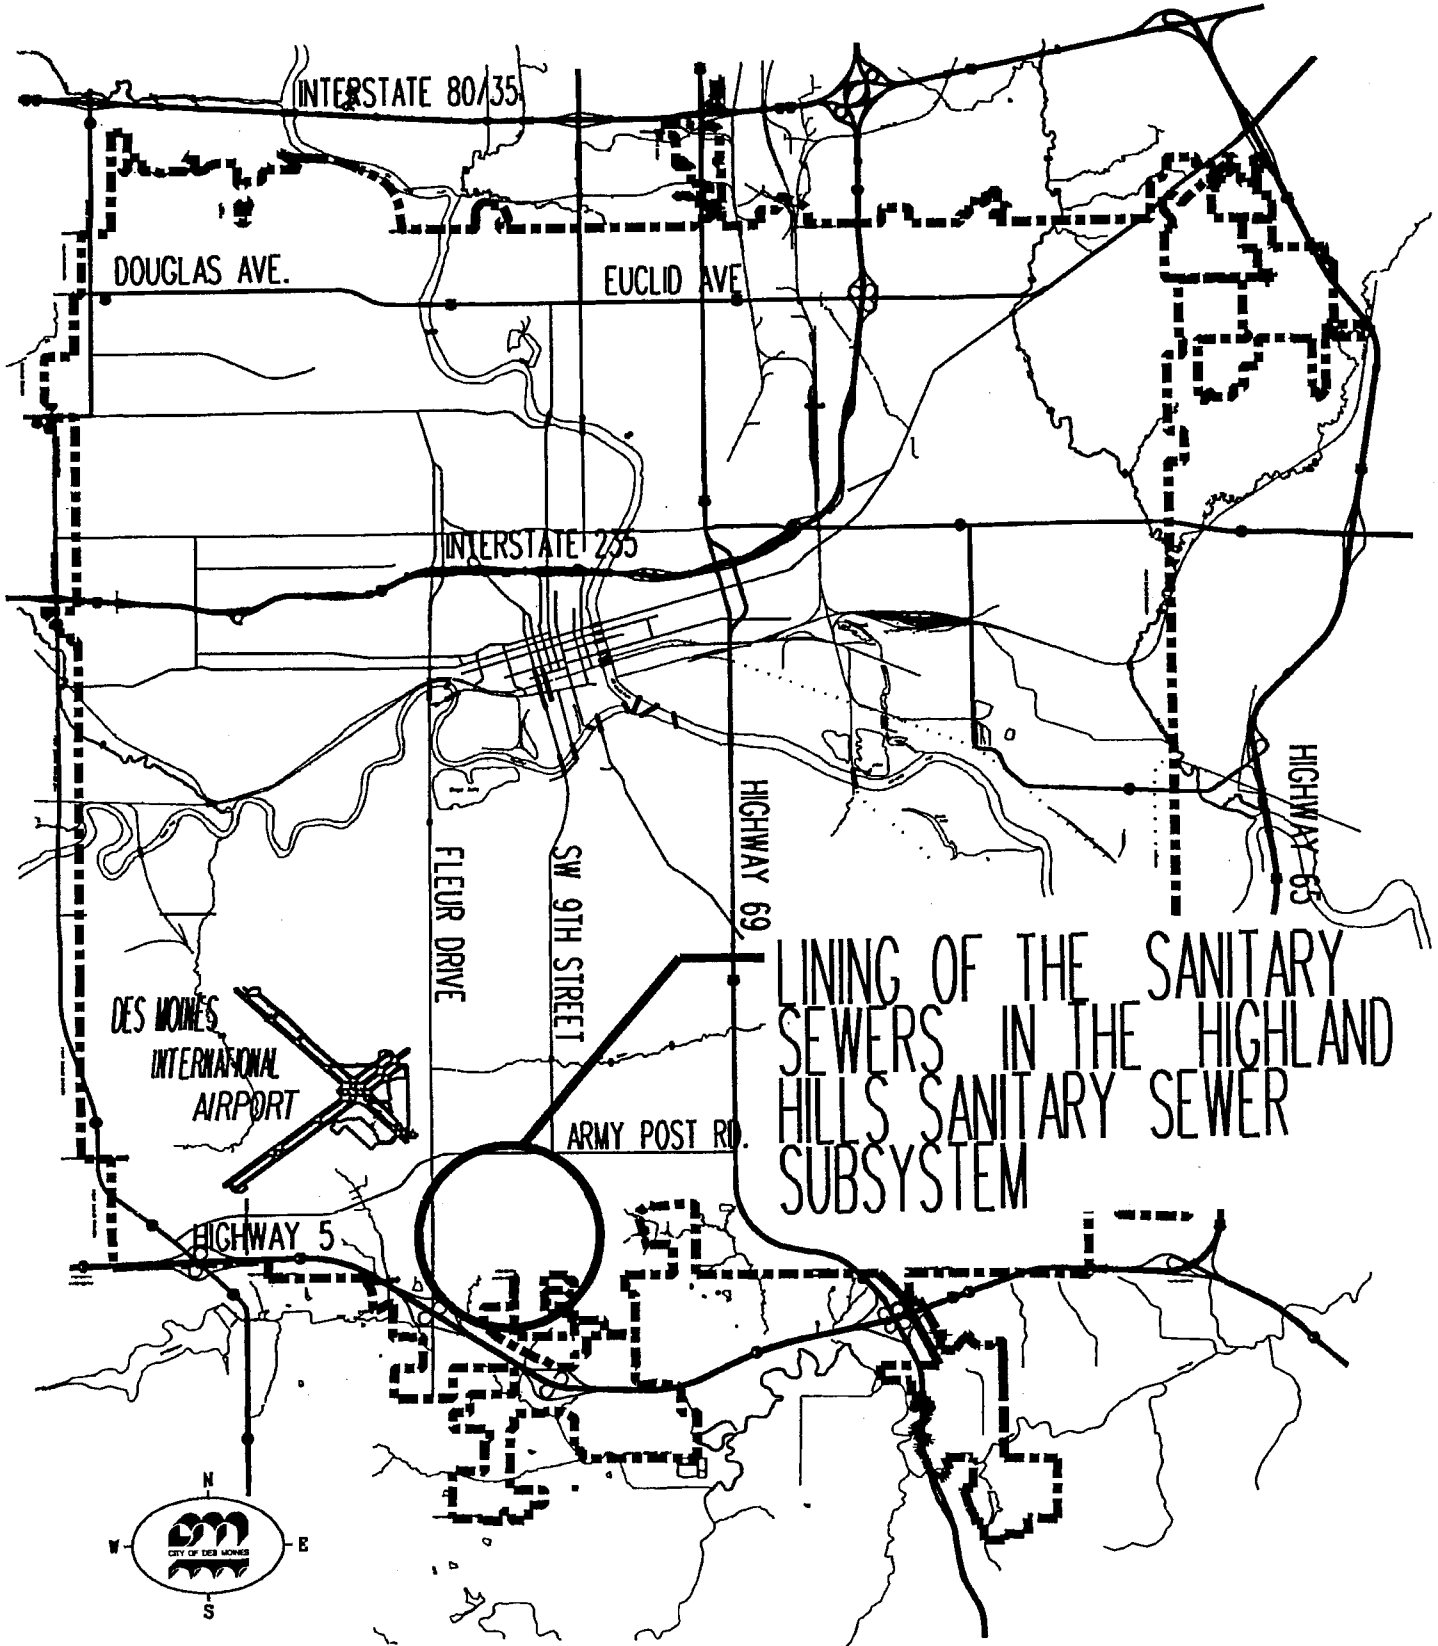 INTERSTATE 80/35
DOUGLAS AVE.
EUCLID AVE
INTERSTATE 235
HIGHWAY 65
HIGHWAY 69
FLEUR DRIVE
SW 9TH STREET
LINING OF THE SANITARY
SEWERS IN THE HIGHLAND
HILLS SANITARY SEWER
SUBSYSTEM
DES MOINES
INTERNATIONAL
AIRPORT
ARMY POST RD.
HIGHWAY 5
N
W
E
CITY OF DES MOINES
S